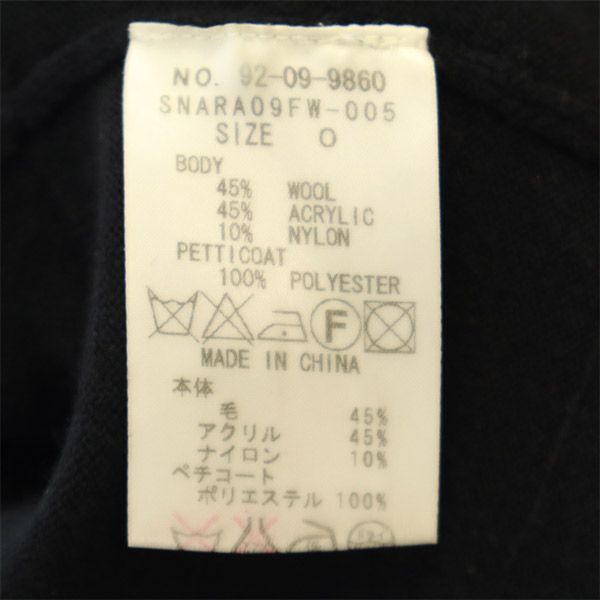 NO. 92-09-9860
SNARA09FW-005
SIZE O
BODY
45% WOOL
45% ACRYLIC
10% NYLON
PETTICOAT
100% POLYESTER
F
MADE IN CHINA
本体
毛 45%
アクリル 45%
ナイロン 10%
ペチコート
ポリエステル 100%